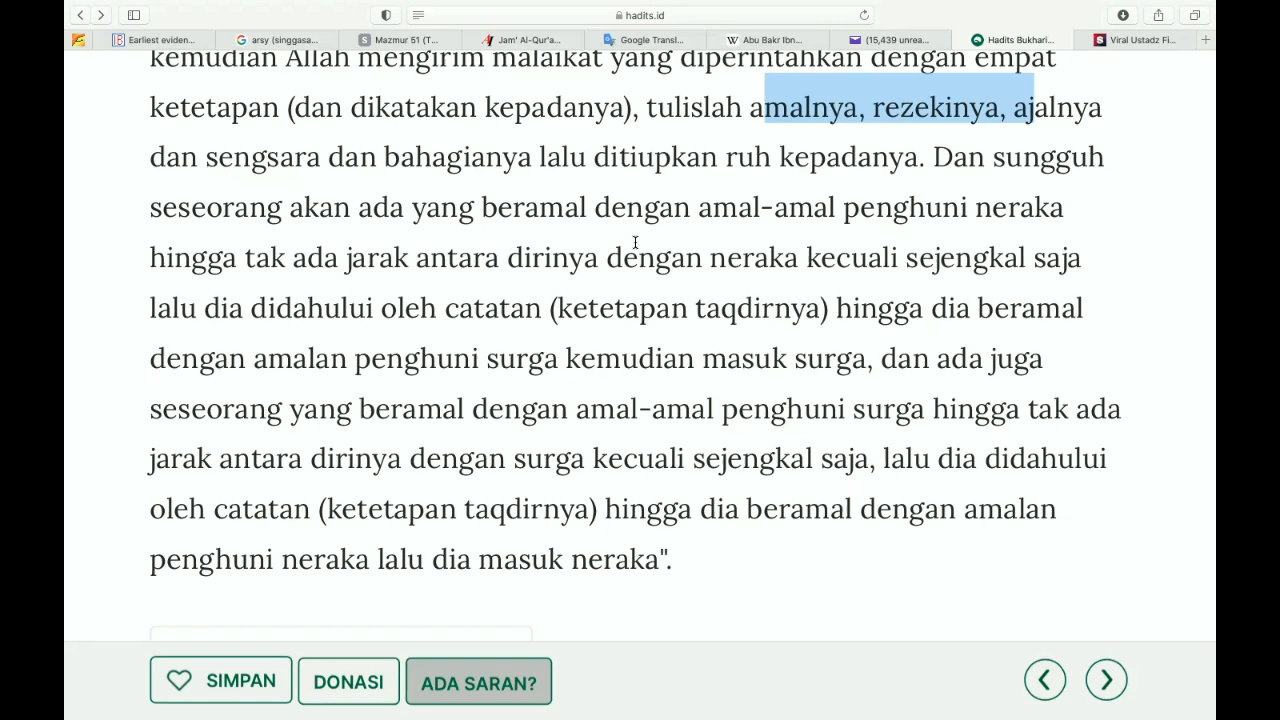 hadits.id
Earliest eviden...
arsy (singgasa...
Mazmur 51 (T...
Jam' Al-Qur'a...
Google Transl...
Abu Bakr Ibn...
(15,439 unrea...
Hadits Bukhari...
Viral Ustadz Fi...
kemudian Allah mengirim malaikat yang diperintahkan dengan empat
ketetapan (dan dikatakan kepadanya), tulislah amalnya, rezekinya, ajalnya
dan sengsara dan bahagianya lalu ditiupkan ruh kepadanya. Dan sungguh
seseorang akan ada yang beramal dengan amal-amal penghuni neraka
hingga tak ada jarak antara dirinya dengan neraka kecuali sejengkal saja
lalu dia didahului oleh catatan (ketetapan taqdirnya) hingga dia beramal
dengan amalan penghuni surga kemudian masuk surga, dan ada juga
seseorang yang beramal dengan amal-amal penghuni surga hingga tak ada
jarak antara dirinya dengan surga kecuali sejengkal saja, lalu dia didahului
oleh catatan (ketetapan taqdirnya) hingga dia beramal dengan amalan
penghuni neraka lalu dia masuk neraka".
SIMPAN
DONASI
ADA SARAN?